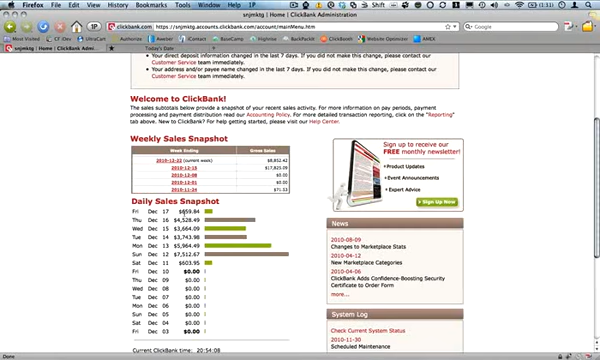 Firefox File Edit View History Bookmarks Tools Window IP
Shift
(1:11)
snjmktg | Home | ClickBank Administration
clickbank.com https://snjmktg.accounts.clickbank.com/account/mainMenu.htm
Google
Most Visited CT iDev UltraCart Authorize Aweber ClickBank BaseCamp Highrise BackPack Website Optimizer AMEX
snjmktg | Home | ClickBank Admi...
Today's Date
Your direct deposit information changed in the last 7 days. If you did not make this change, please contact our
Customer Service team immediately.
Your address and/or payee name changed in the last 7 days. If you did not make this change, please contact our
Customer Service team immediately.
Welcome to ClickBank!
The sales subtotals below provide a snapshot of your recent sales activity. For more information on pay periods, payment
processing and payment distribution read our Accounting Policy. For more detailed transaction reporting, click on the "Reporting"
tab above. New to ClickBank? For help getting started, please visit our Help Center.
Weekly Sales Snapshot
Week Ending Gross Sales
2010-12-22 (current week) $8,852.42
2010-12-15 $17,825.09
2010-12-08 $0.00
2010-12-01 $0.00
2010-11-24 $71.33
Sign up to receive our
FREE monthly newsletter!
Product Updates
Event Announcements
Expert Advice
Sign Up Now
Daily Sales Snapshot
Fri Dec 17 $659.84
Thu Dec 16 $4,528.49
Wed Dec 15 $3,664.09
Tue Dec 14 $3,743.98
Mon Dec 13 $5,964.49
Sun Dec 12 $7,512.67
Sat Dec 11 $603.95
Fri Dec 10 $0.00
Thu Dec 09 $0.00
Wed Dec 08 $0.00
Tue Dec 07 $0.00
Mon Dec 06 $0.00
Sun Dec 05 $0.00
Sat Dec 04 $0.00
Fri Dec 03 $0.00
Current ClickBank time: 20:54:08
News
2010-08-09
Changes to Marketplace Stats
2010-04-12
New Marketplace Categories
2010-04-06
ClickBank Adds Confidence-Boosting Security
Certificate to Order Form
more...
System Log
Check Current System Status
2010-11-30
Scheduled Maintenance
Done